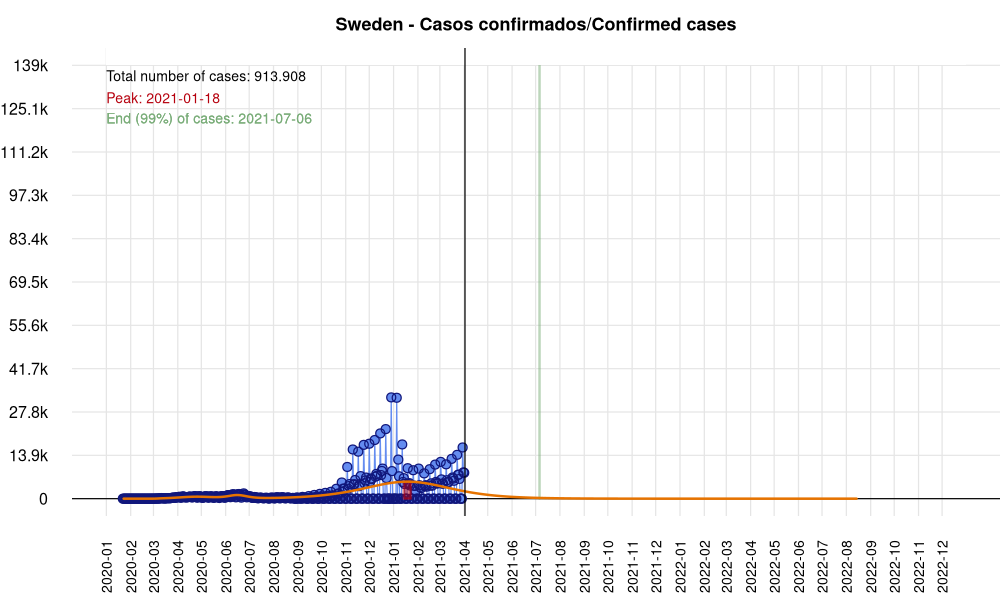 Sweden - Casos confirmados/Confirmed cases
139k
125.1k
111.2k
97.3k
83.4k
69.5k
55.6k
41.7k
27.8k
13.9k
0
Total number of cases: 913.908
Peak: 2021-01-18
End (99%) of cases: 2021-07-06
2020-01
2020-02
2020-03
2020-04
2020-05
2020-06
2020-07
2020-08
2020-09
2020-10
2020-11
2020-12
2021-01
2021-02
2021-03
2021-04
2021-05
2021-06
2021-07
2021-08
2021-09
2021-10
2021-11
2021-12
2022-01
2022-02
2022-03
2022-04
2022-05
2022-06
2022-07
2022-08
2022-09
2022-10
2022-11
2022-12